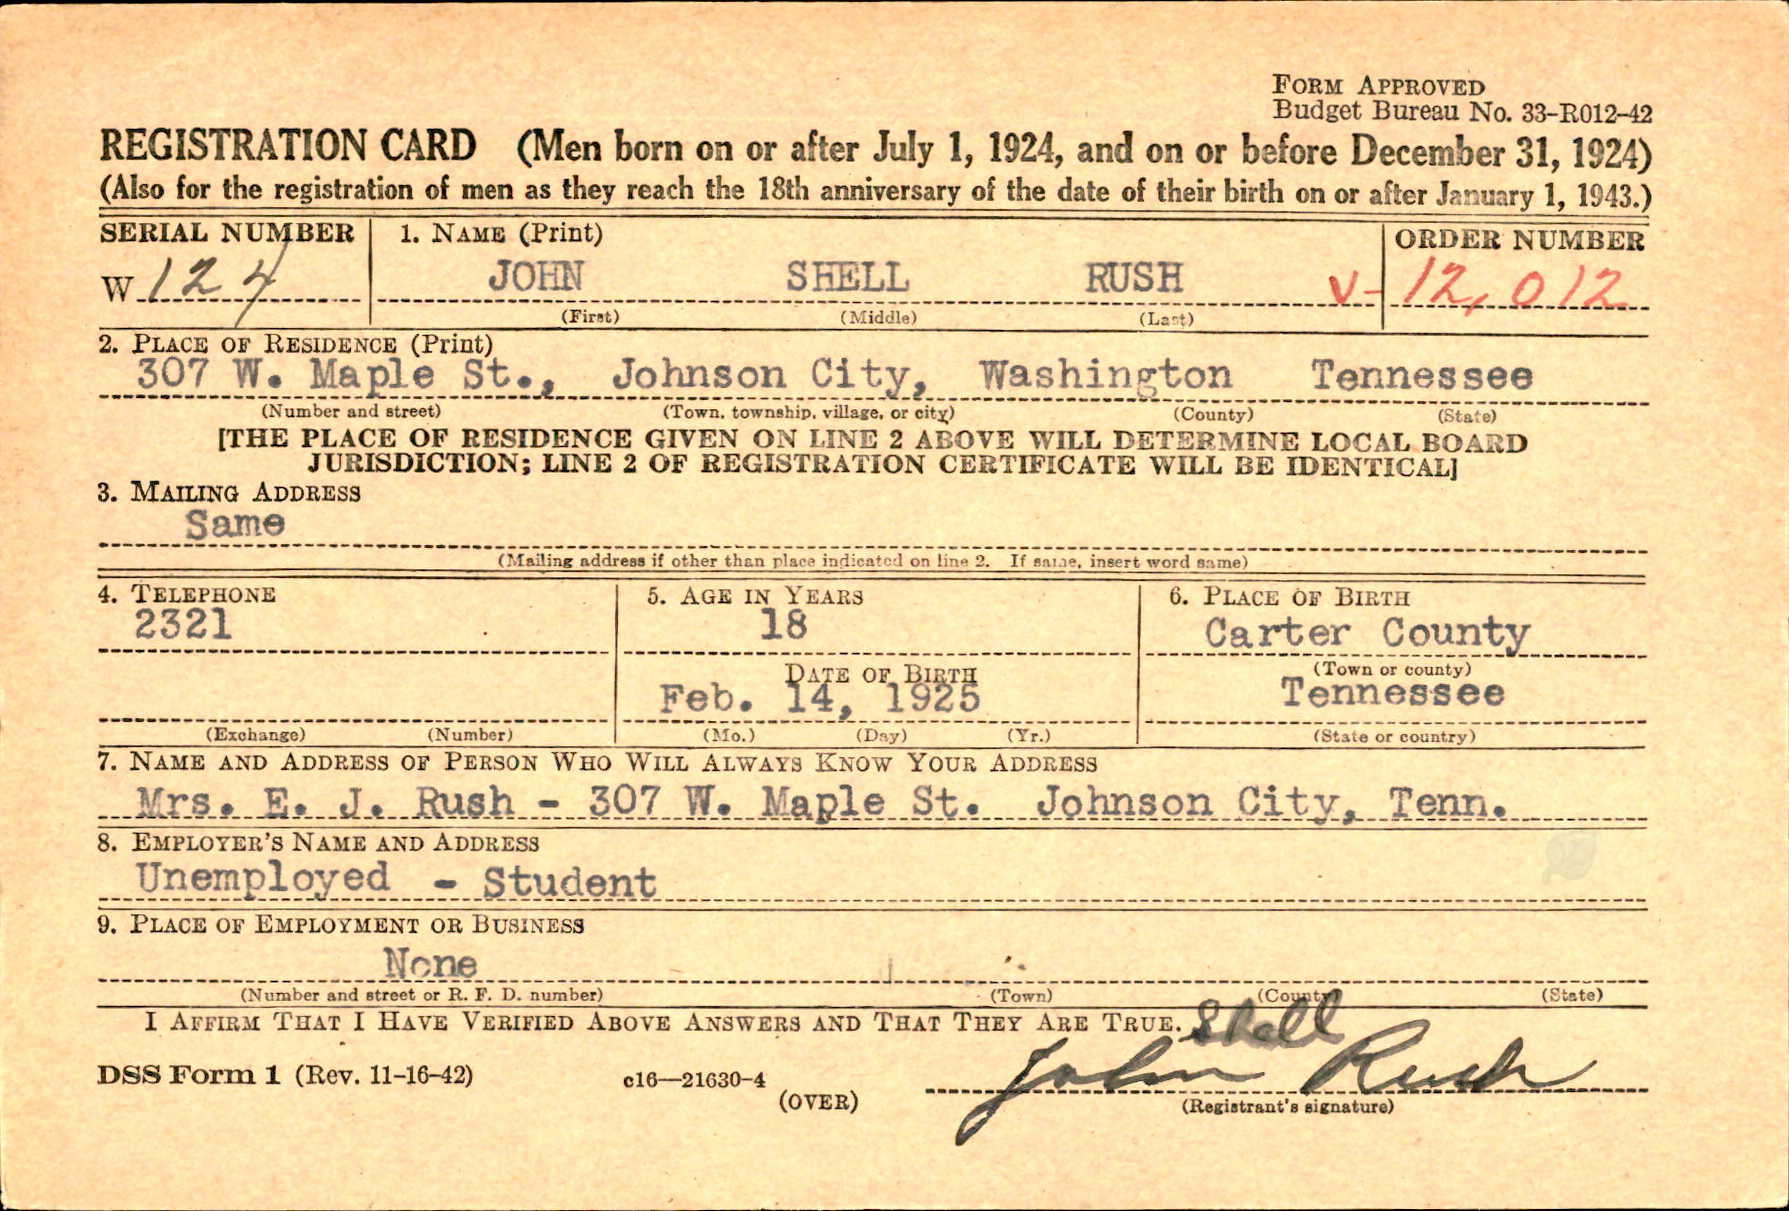 FORM APPROVED
Budget Bureau No. 33-R012-42
REGISTRATION CARD (Men born on or after July 1, 1924, and on or before December 31, 1924)
(Also for the registration of men as they reach the 18th anniversary of the date of their birth on or after January 1, 1943.)
SERIAL NUMBER 1. NAME (Print) ORDER NUMBER
W 124 JOHN SHELL RUSH V- 12,012
(First) (Middle) (Last)
2. PLACE OF RESIDENCE (Print)
307 W. Maple St., Johnson City, Washington Tennessee
(Number and street) (Town, township, village, or city) (County) (State)
[THE PLACE OF RESIDENCE GIVEN ON LINE 2 ABOVE WILL DETERMINE LOCAL BOARD
JURISDICTION; LINE 2 OF REGISTRATION CERTIFICATE WILL BE IDENTICAL]
3. MAILING ADDRESS
Same
(Mailing address if other than place indicated on line 2. If same, insert word same)
4. TELEPHONE 5. AGE IN YEARS 6. PLACE OF BIRTH
2321 18 Carter County
DATE OF BIRTH (Town or county)
Feb. 14, 1925 Tennessee
(Exchange) (Number) (Mo.) (Day) (Yr.) (State or country)
7. NAME AND ADDRESS OF PERSON WHO WILL ALWAYS KNOW YOUR ADDRESS
Mrs. E. J. Rush - 307 W. Maple St. Johnson City, Tenn.
8. EMPLOYER'S NAME AND ADDRESS
Unemployed - Student
9. PLACE OF EMPLOYMENT OR BUSINESS
None
(Number and street or R. F. D. number) (Town) (County) (State)
I AFFIRM THAT I HAVE VERIFIED ABOVE ANSWERS AND THAT THEY ARE TRUE.
Shell
DSS Form 1 (Rev. 11-16-42) c16—21630-4 John Rush
(OVER) (Registrant's signature)